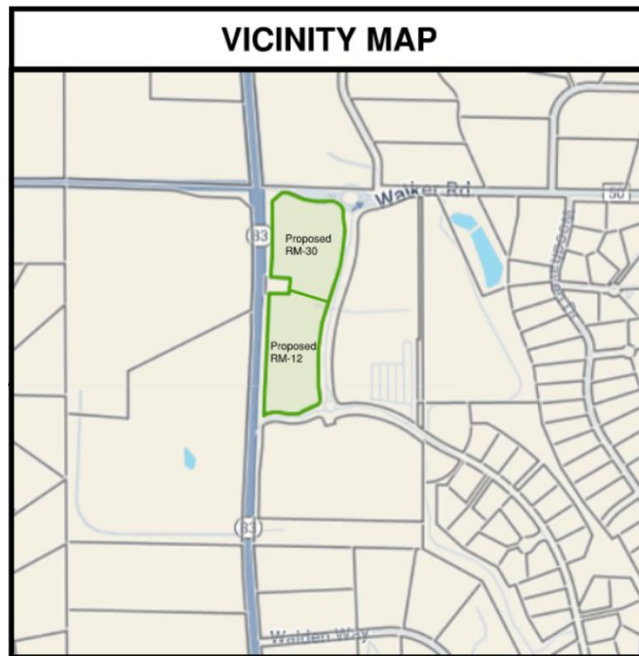 VICINITY MAP
Walker Rd
50
83
Proposed
RM-30
Proposed
RM-12
83
Walden Way